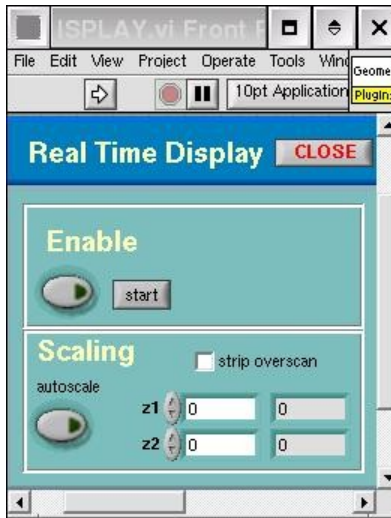 ISPLAY.vi Front
File Edit View Project Operate Tools
10pt Application
Geome
Plugin
Real Time Display CLOSE
Enable
start
Scaling
strip overscan
autoscale
z1 0 0
z2 0 0